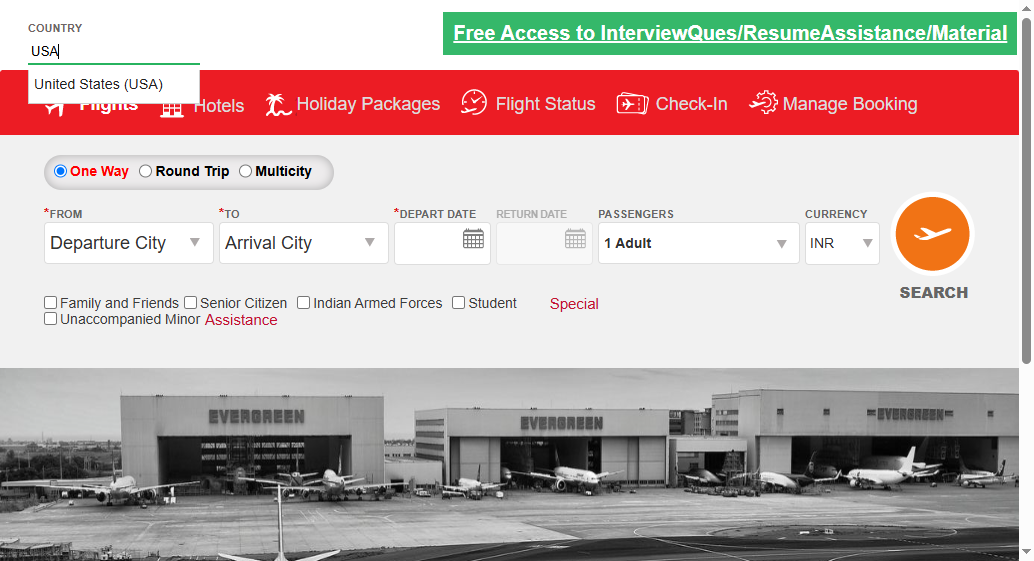 COUNTRY
USA
United States (USA)
Free Access to InterviewQues/ResumeAssistance/Material
Flights Hotels Holiday Packages Flight Status Check-In Manage Booking
One Way Round Trip Multicity
*FROM *TO *DEPART DATE RETURN DATE PASSENGERS CURRENCY
Departure City Arrival City 1 Adult INR
SEARCH
Family and Friends Senior Citizen Indian Armed Forces Student Special
Unaccompanied Minor Assistance
EVERGREEN EVERGREEN EVERGREEN